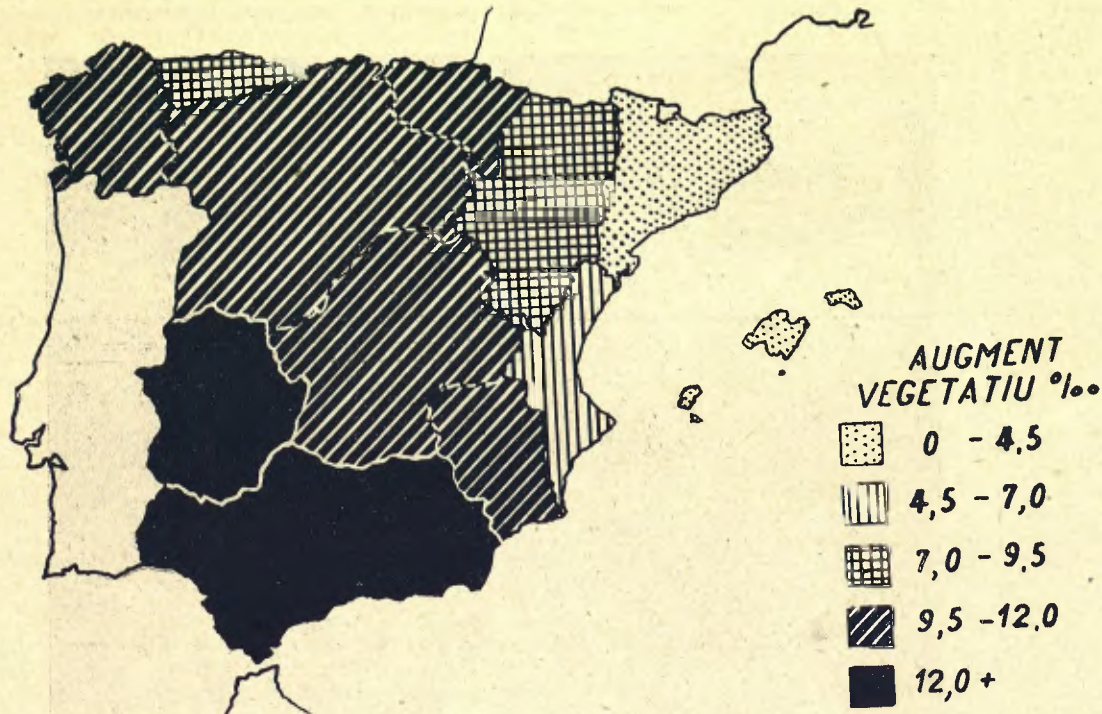 AUGMENT
VEGETATIU ‰
0 - 4,5
4,5 - 7,0
7,0 - 9,5
9,5 - 12,0
12,0 +